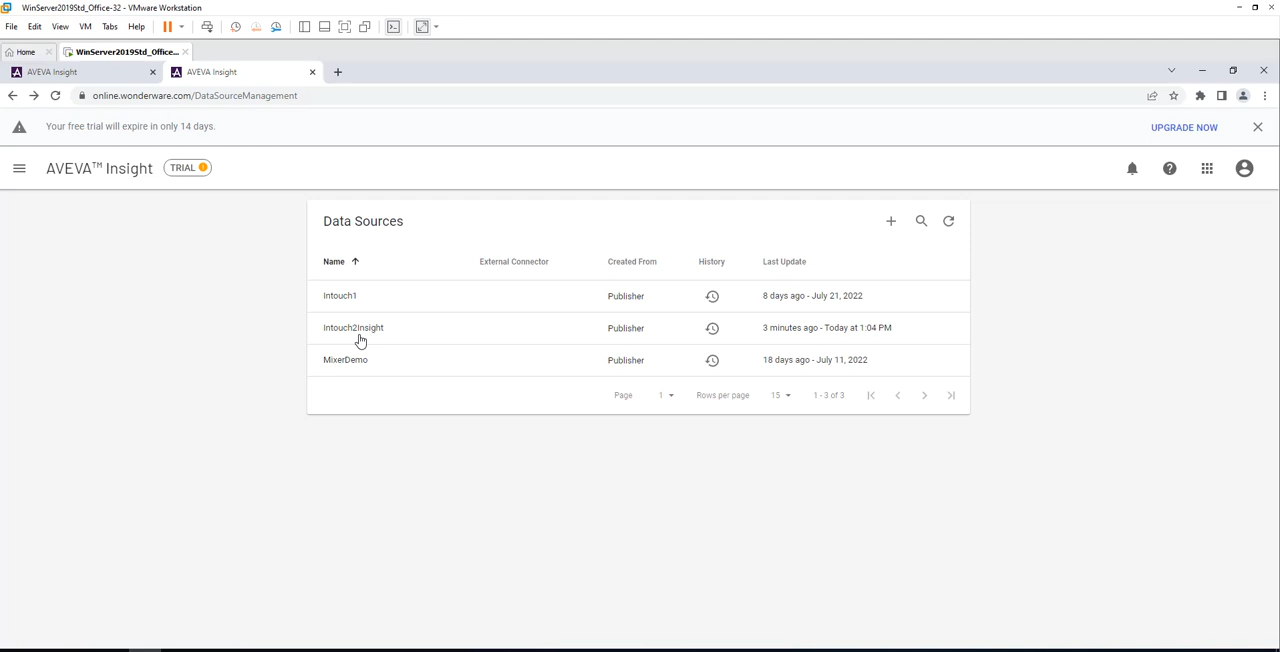 WinServer2019Std_Office-32 - VMware Workstation
File Edit View VM Tabs Help
Home WinServer2019Std_Office...
AVEVA Insight AVEVA Insight
online.wonderware.com/DataSourceManagement
Your free trial will expire in only 14 days. UPGRADE NOW
AVEVA™ Insight TRIAL
Data Sources
Name External Connector Created From History Last Update
Intouch1 Publisher 8 days ago - July 21, 2022
Intouch2Insight Publisher 3 minutes ago - Today at 1:04 PM
MixerDemo Publisher 18 days ago - July 11, 2022
Page 1 Rows per page 15 1 - 3 of 3